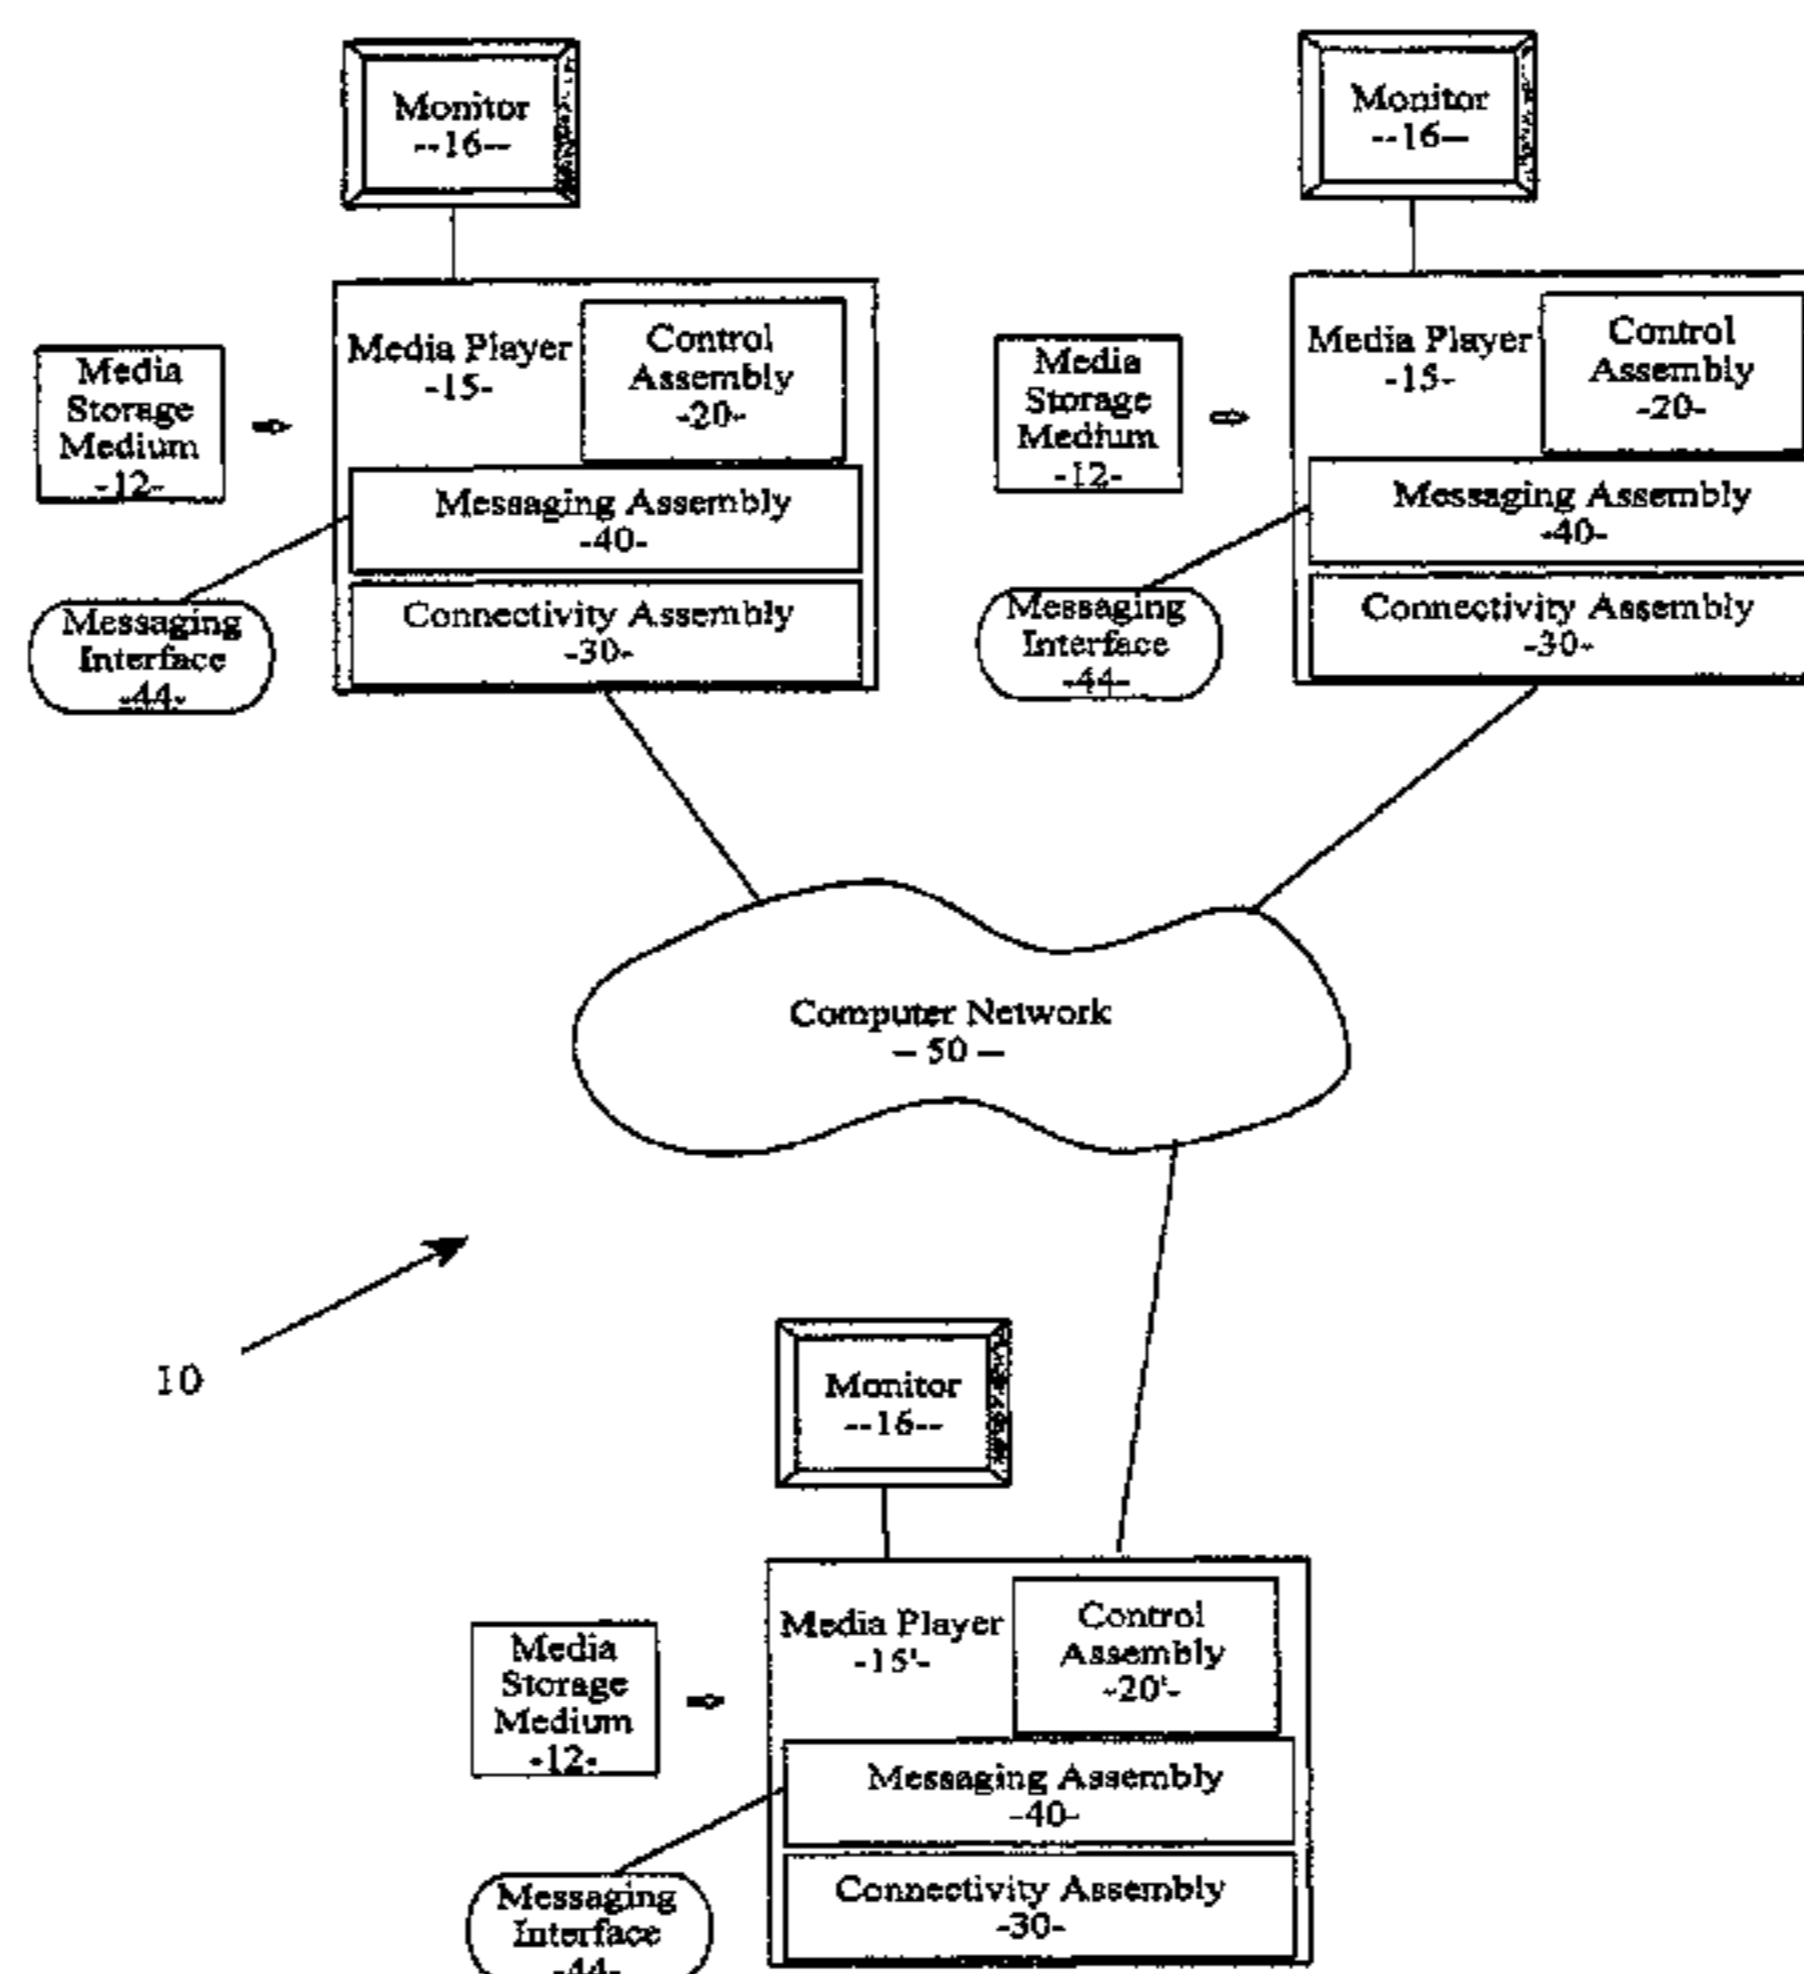 Monitor
--16--
Media Player
-15-
Control
Assembly
-20-
Media
Storage
Medium
-12-
Messaging Assembly
-40-
Connectivity Assembly
-30-
Messaging
Interface
-44-
Monitor
--16--
Media Player
-15-
Control
Assembly
-20-
Media
Storage
Medium
-12-
Messaging Assembly
-40-
Connectivity Assembly
-30-
Messaging
Interface
-44-
Computer Network
-- 50 --
10
Monitor
--16--
Media Player
-15'-
Control
Assembly
-20'-
Media
Storage
Medium
-12-
Messaging Assembly
-40-
Connectivity Assembly
-30-
Messaging
Interface
-44-